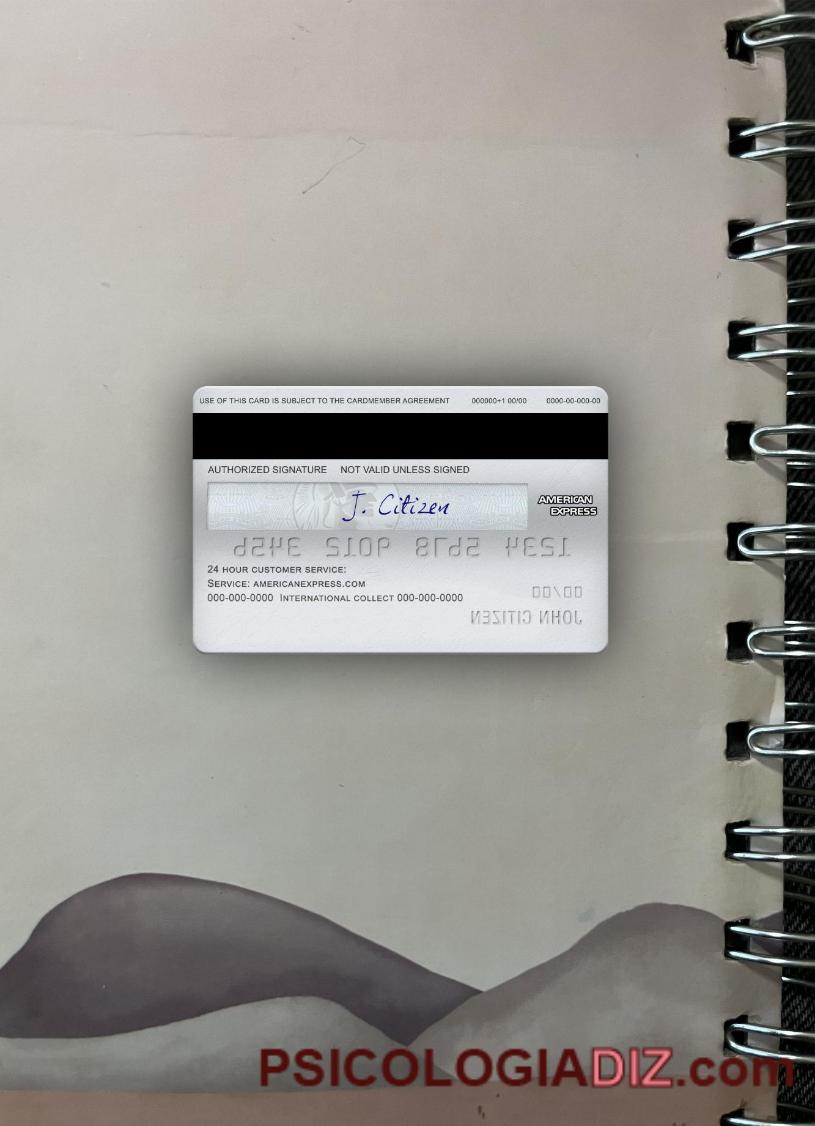 USE OF THIS CARD IS SUBJECT TO THE CARDMEMBER AGREEMENT 000000+1 00/00 0000-00-000-00
AUTHORIZED SIGNATURE NOT VALID UNLESS SIGNED
J. Citizen
AMERICAN
EXPRESS
1234 5678 9012 3456
24 HOUR CUSTOMER SERVICE:
SERVICE: AMERICANEXPRESS.COM
00/00
000-000-0000 INTERNATIONAL COLLECT 000-000-0000
JOHN CITIZEN
PSICOLOGIADIZ.com